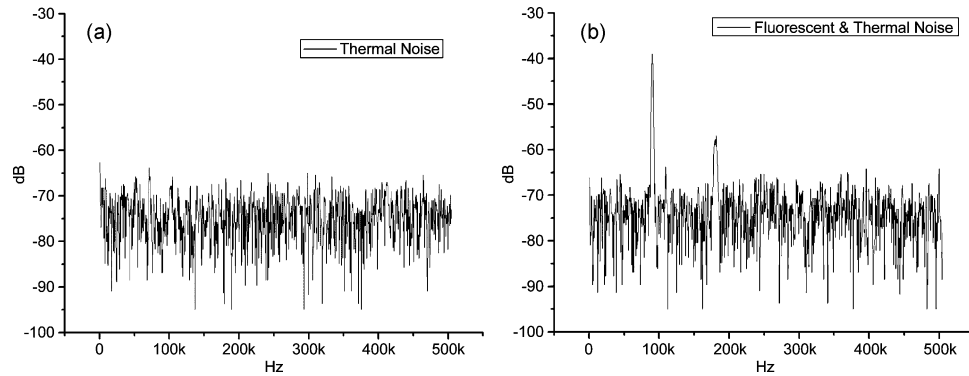 (a)
Thermal Noise
-30
-40
-50
-60
-70
-80
-90
-100
dB
0 100k 200k 300k 400k 500k
Hz
(b)
Fluorescent & Thermal Noise
-30
-40
-50
-60
-70
-80
-90
-100
dB
0 100k 200k 300k 400k 500k
Hz